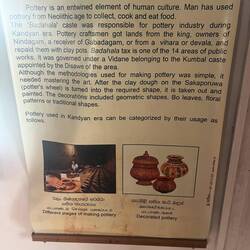 Pottery is an entwined element of human culture. Man has used
pottery from Neolithic age to collect, cook and eat food.
The 'Badahala' caste was responsible for pottery industry during
Kandyan era. Pottery craftsmen got lands from the king, owners of
Nindagam, a receiver of Gabadagam, or from a vihara or devala, and
repaid them with clay pots. Badahala tax is one of the 14 areas of public
works. It was governed under a Vidane belonging to the Kumbal caste
appointed by the Disawe of the area.
Although the methodologies used for making pottery was simple, it
needed mastering the art. After the clay dough on the Sakaporuwa
(potter's wheel) is turned into the required shape, it is taken out and
painted. The decorations included geometric shapes, Bo leaves, floral
patterns or traditional shapes.
Pottery used in Kandyan era can be categorized by their usage as
follows.
Different stages of making pottery
Decorated pottery